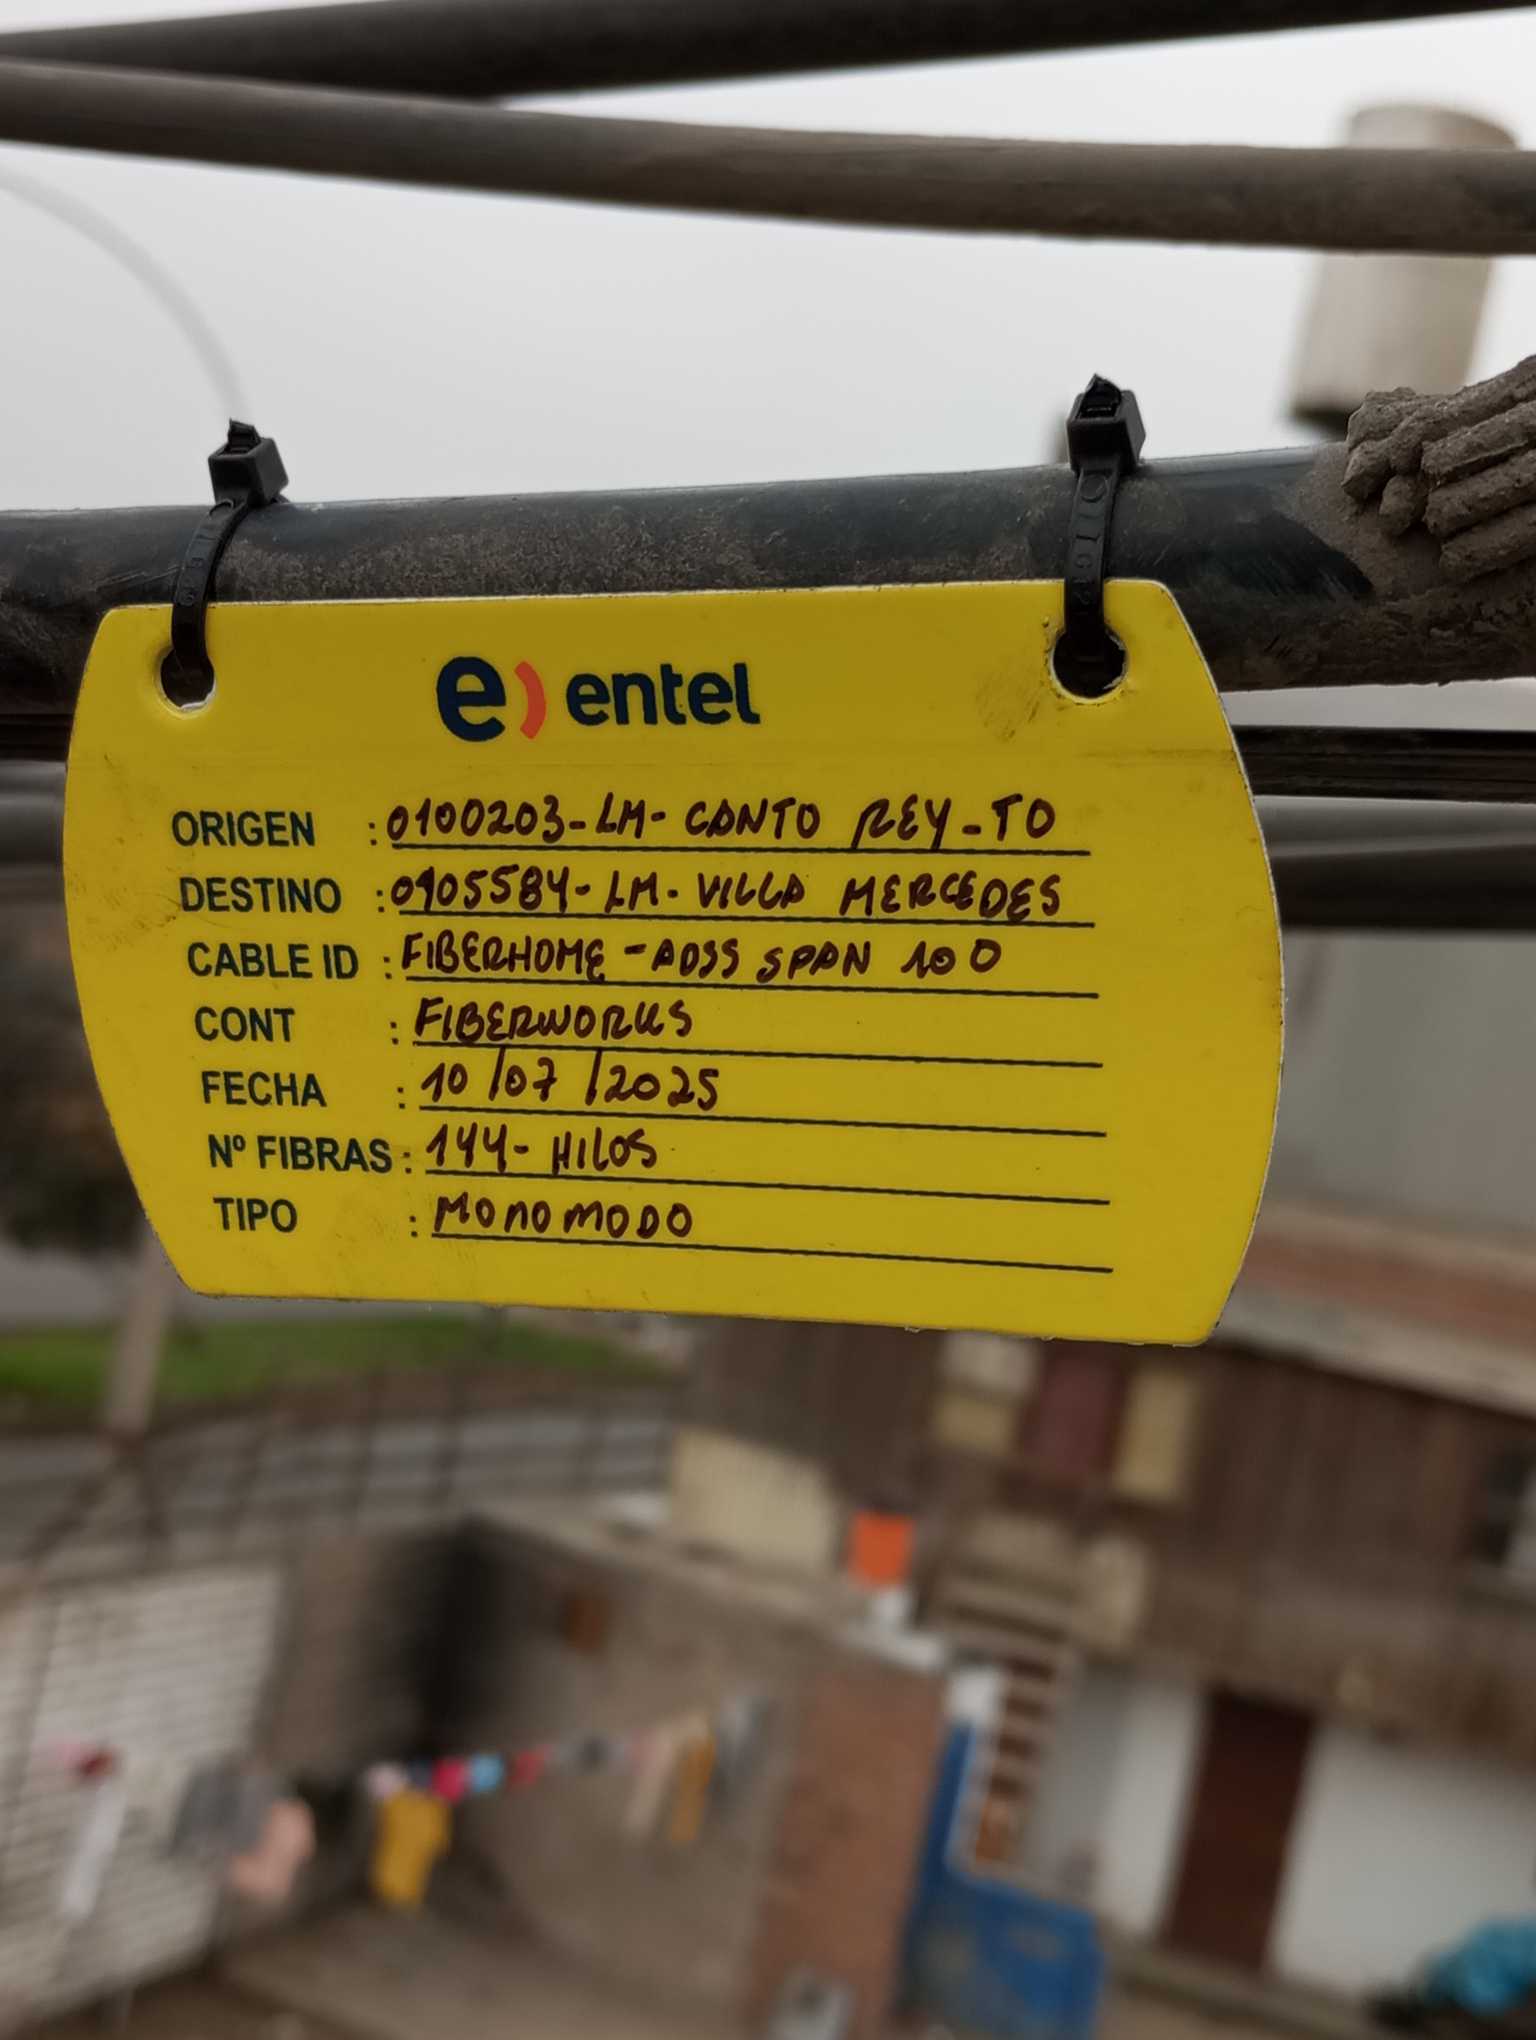 e) entel
ORIGEN : 0100203-LM-CANTO REY-TO
DESTINO : 0105584-LM-VILLA MERCEDES
CABLE ID : FIBERHOME-ADSS SPAN 100
CONT : FIBERWORKS
FECHA : 10/07/2025
Nº FIBRAS : 144-HILOS
TIPO : MONOMODO